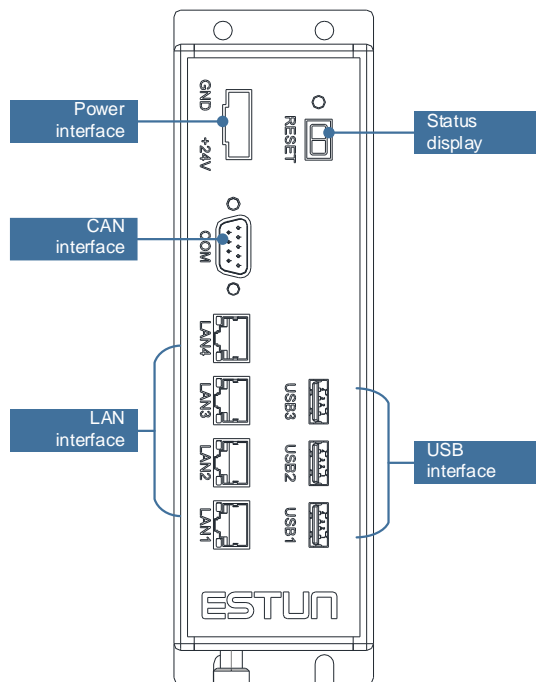 GND
+24V
RESET
Power
interface
Status
display
CAN
interface
COM
LAN4
LAN3
LAN2
LAN1
LAN
interface
USB3
USB2
USB1
USB
interface
ESTUN